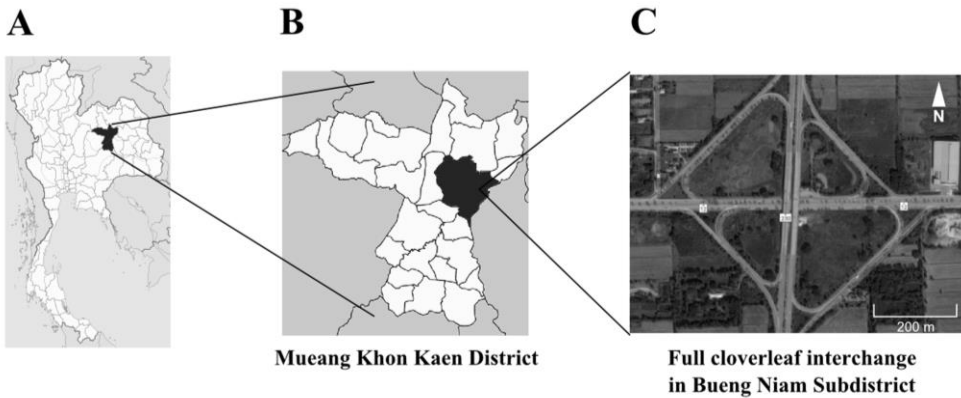 A
B
C
N
200 m
Mueang Khon Kaen District
Full cloverleaf interchange
in Bueng Niam Subdistrict